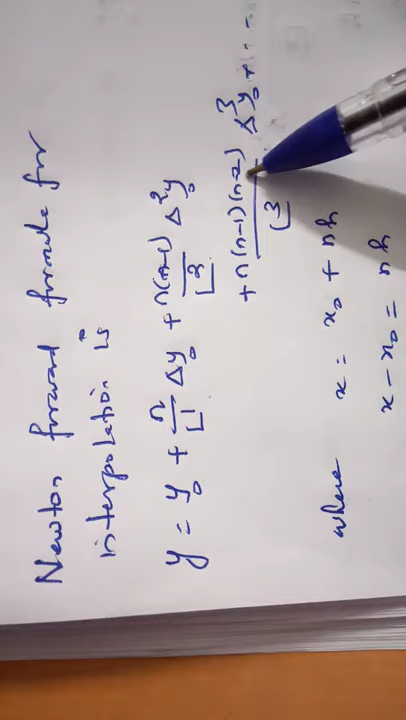 Newton forward formula for
interpolation is
y = y₀ + n/⌊1 Δy₀ + n(n-1)/⌊2 Δ²y₀
+ n(n-1)(n-2)/⌊3 Δ³y₀ + - - -
where x = x₀ + nh
x - x₀ = nh